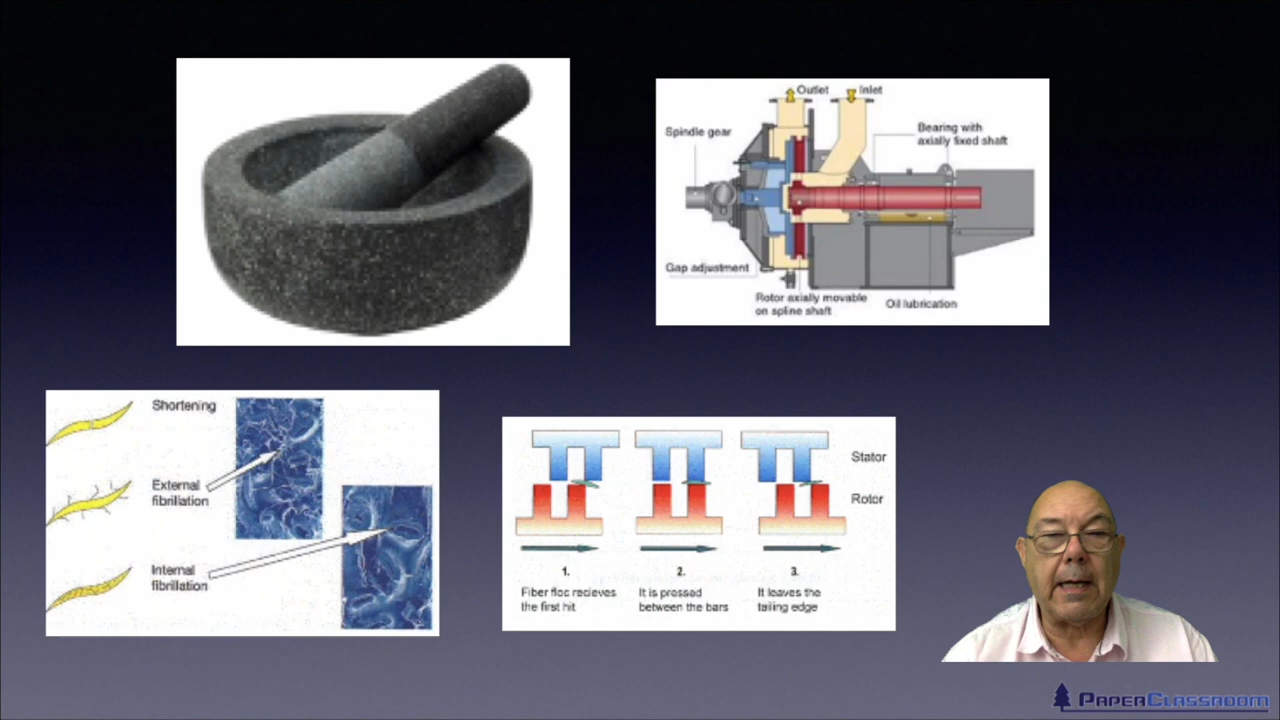 Outlet
Inlet
Spindle gear
Bearing with
axially fixed shaft
Gap adjustment
Rotor axially movable
on spline shaft
Oil lubrication
Shortening
External
fibrillation
Internal
fibrillation
Stator
Rotor
1.
2.
3.
Fiber floc recieves
the first hit
It is pressed
between the bars
It leaves the
tailing edge
PAPERCLASSROOM